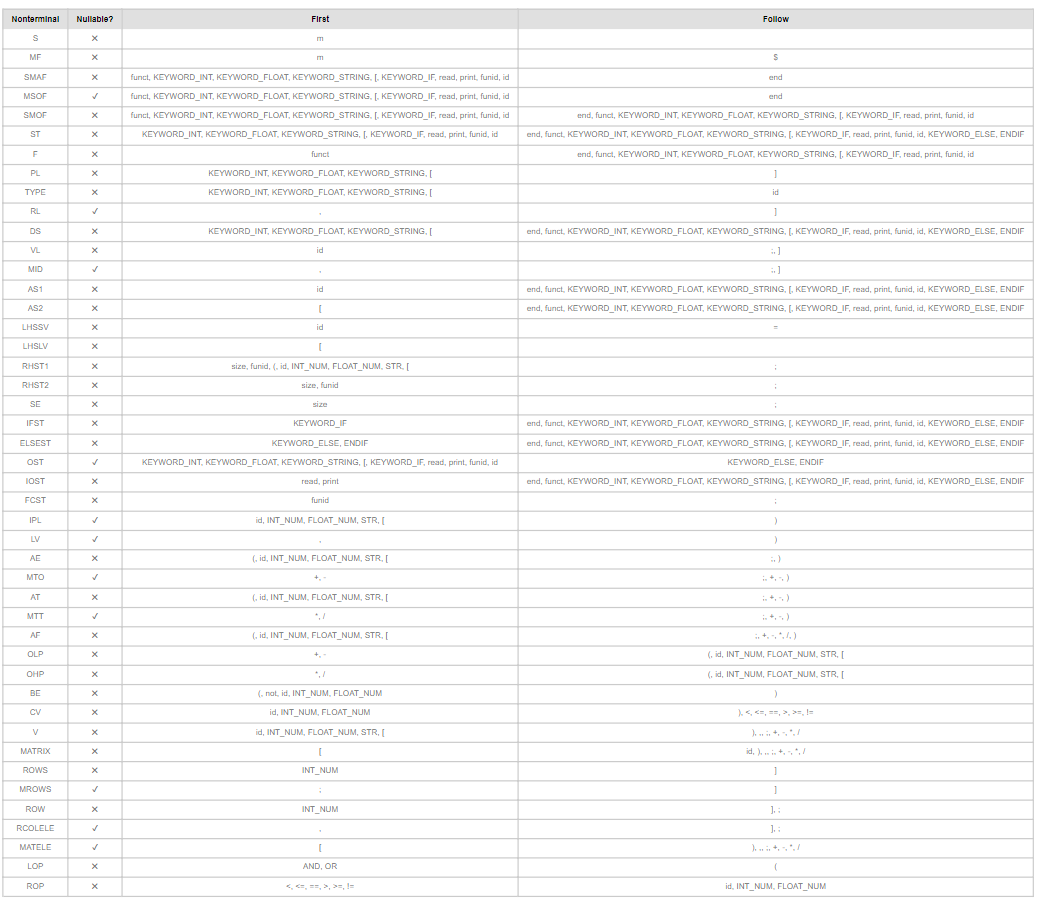 Nonterminal Nullable? First Follow
S ✕ m
MF ✕ m $
SMAF ✕ funct, KEYWORD_INT, KEYWORD_FLOAT, KEYWORD_STRING, [, KEYWORD_IF, read, print, funid, id end
MSOF ✓ funct, KEYWORD_INT, KEYWORD_FLOAT, KEYWORD_STRING, [, KEYWORD_IF, read, print, funid, id end
SMOF ✕ funct, KEYWORD_INT, KEYWORD_FLOAT, KEYWORD_STRING, [, KEYWORD_IF, read, print, funid, id end, funct, KEYWORD_INT, KEYWORD_FLOAT, KEYWORD_STRING, [, KEYWORD_IF, read, print, funid, id
ST ✕ KEYWORD_INT, KEYWORD_FLOAT, KEYWORD_STRING, [, KEYWORD_IF, read, print, funid, id end, funct, KEYWORD_INT, KEYWORD_FLOAT, KEYWORD_STRING, [, KEYWORD_IF, read, print, funid, id, KEYWORD_ELSE, ENDIF
F ✕ funct end, funct, KEYWORD_INT, KEYWORD_FLOAT, KEYWORD_STRING, [, KEYWORD_IF, read, print, funid, id
PL ✕ KEYWORD_INT, KEYWORD_FLOAT, KEYWORD_STRING, [ ]
TYPE ✕ KEYWORD_INT, KEYWORD_FLOAT, KEYWORD_STRING, [ id
RL ✓ , ]
DS ✕ KEYWORD_INT, KEYWORD_FLOAT, KEYWORD_STRING, [ end, funct, KEYWORD_INT, KEYWORD_FLOAT, KEYWORD_STRING, [, KEYWORD_IF, read, print, funid, id, KEYWORD_ELSE, ENDIF
VL ✕ id ;, ]
MID ✓ , ;, ]
AS1 ✕ id end, funct, KEYWORD_INT, KEYWORD_FLOAT, KEYWORD_STRING, [, KEYWORD_IF, read, print, funid, id, KEYWORD_ELSE, ENDIF
AS2 ✕ [ end, funct, KEYWORD_INT, KEYWORD_FLOAT, KEYWORD_STRING, [, KEYWORD_IF, read, print, funid, id, KEYWORD_ELSE, ENDIF
LHSSV ✕ id =
LHSLV ✕ [
RHST1 ✕ size, funid, (, id, INT_NUM, FLOAT_NUM, STR, [ ;
RHST2 ✕ size, funid ;
SE ✕ size ;
IFST ✕ KEYWORD_IF end, funct, KEYWORD_INT, KEYWORD_FLOAT, KEYWORD_STRING, [, KEYWORD_IF, read, print, funid, id, KEYWORD_ELSE, ENDIF
ELSEST ✕ KEYWORD_ELSE, ENDIF end, funct, KEYWORD_INT, KEYWORD_FLOAT, KEYWORD_STRING, [, KEYWORD_IF, read, print, funid, id, KEYWORD_ELSE, ENDIF
OST ✓ KEYWORD_INT, KEYWORD_FLOAT, KEYWORD_STRING, [, KEYWORD_IF, read, print, funid, id KEYWORD_ELSE, ENDIF
IOST ✕ read, print end, funct, KEYWORD_INT, KEYWORD_FLOAT, KEYWORD_STRING, [, KEYWORD_IF, read, print, funid, id, KEYWORD_ELSE, ENDIF
FCST ✕ funid ;
IPL ✓ id, INT_NUM, FLOAT_NUM, STR, [ )
LV ✓ , )
AE ✕ (, id, INT_NUM, FLOAT_NUM, STR, [ ;, )
MTO ✓ +, - ;, +, -, )
AT ✕ (, id, INT_NUM, FLOAT_NUM, STR, [ ;, +, -, )
MTT ✓ *, / ;, +, -, )
AF ✕ (, id, INT_NUM, FLOAT_NUM, STR, [ ;, +, -, *, /, )
OLP ✕ +, - (, id, INT_NUM, FLOAT_NUM, STR, [
OHP ✕ *, / (, id, INT_NUM, FLOAT_NUM, STR, [
BE ✕ (, not, id, INT_NUM, FLOAT_NUM )
CV ✕ id, INT_NUM, FLOAT_NUM ), <, <=, ==, >, >=, !=
V ✕ id, INT_NUM, FLOAT_NUM, STR, [ ), ,, ;, +, -, *, /
MATRIX ✕ [ id, ), ,, ;, +, -, *, /
ROWS ✕ INT_NUM ]
MROWS ✓ ; ]
ROW ✕ INT_NUM ], ;
RCOLELE ✓ , ], ;
MATELE ✓ [ ), ,, ;, +, -, *, /
LOP ✕ AND, OR (
ROP ✕ <, <=, ==, >, >=, != id, INT_NUM, FLOAT_NUM